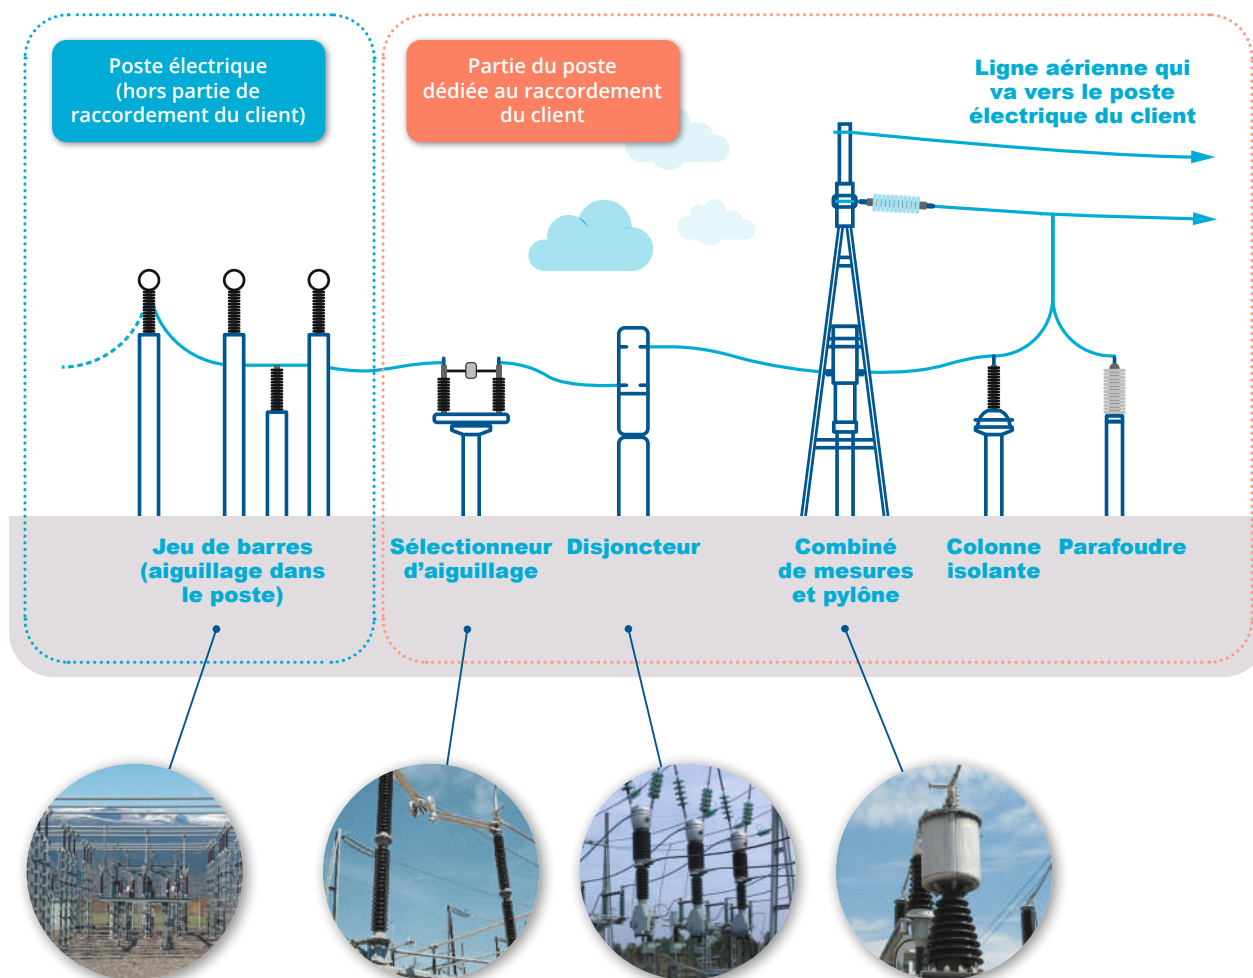 Poste électrique
(hors partie de
raccordement du client)
Partie du poste
dédiée au raccordement
du client
Ligne aérienne qui
va vers le poste
électrique du client
Jeu de barres
(aiguillage dans
le poste)
Sélectionneur
d'aiguillage
Disjoncteur
Combiné
de mesures
et pylône
Colonne
isolante
Parafoudre